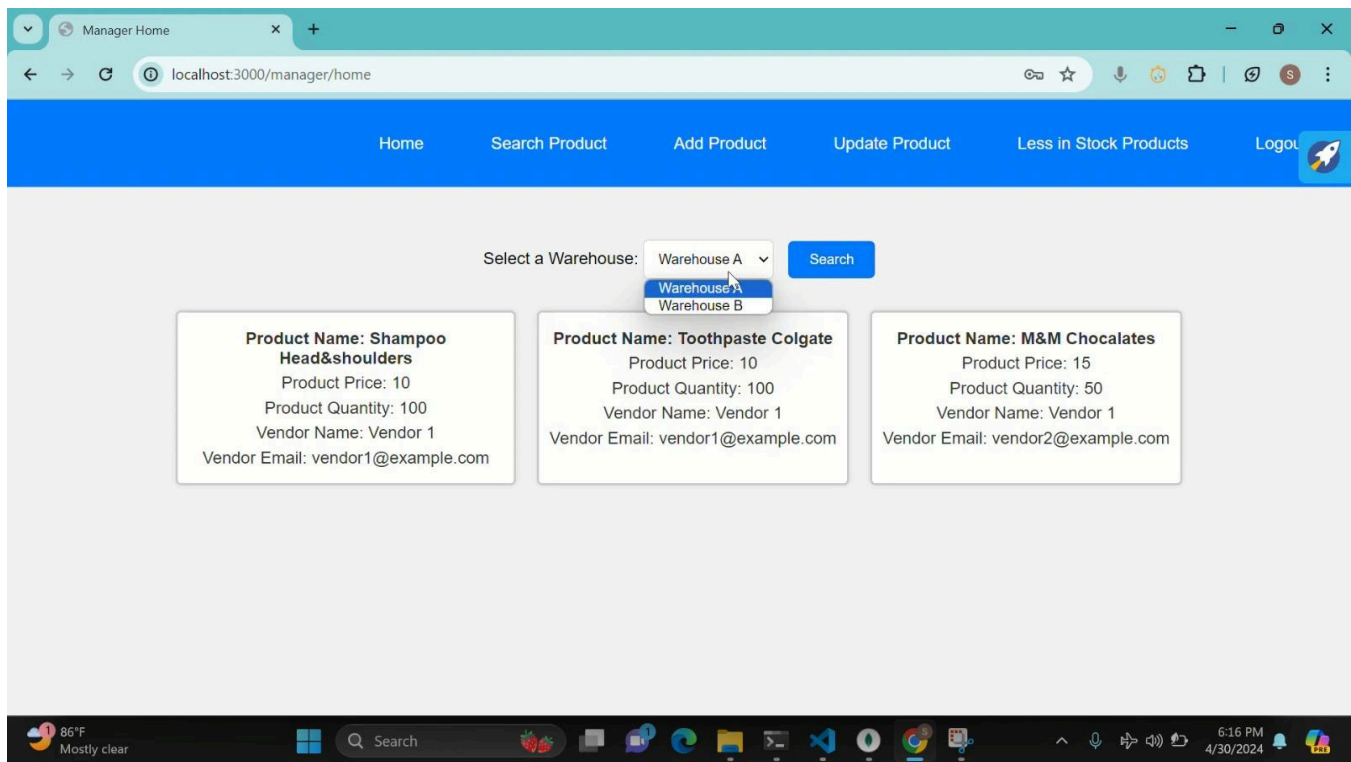 Manager Home
localhost:3000/manager/home
S
Home Search Product Add Product Update Product Less in Stock Products Logou
Select a Warehouse: Warehouse A Search
Warehouse A
Warehouse B
Product Name: Shampoo
Head&shoulders
Product Price: 10
Product Quantity: 100
Vendor Name: Vendor 1
Vendor Email: vendor1@example.com
Product Name: Toothpaste Colgate
Product Price: 10
Product Quantity: 100
Vendor Name: Vendor 1
Vendor Email: vendor1@example.com
Product Name: M&M Chocalates
Product Price: 15
Product Quantity: 50
Vendor Name: Vendor 1
Vendor Email: vendor2@example.com
1
86°F
Mostly clear
Search
S
6:16 PM
4/30/2024
PRE